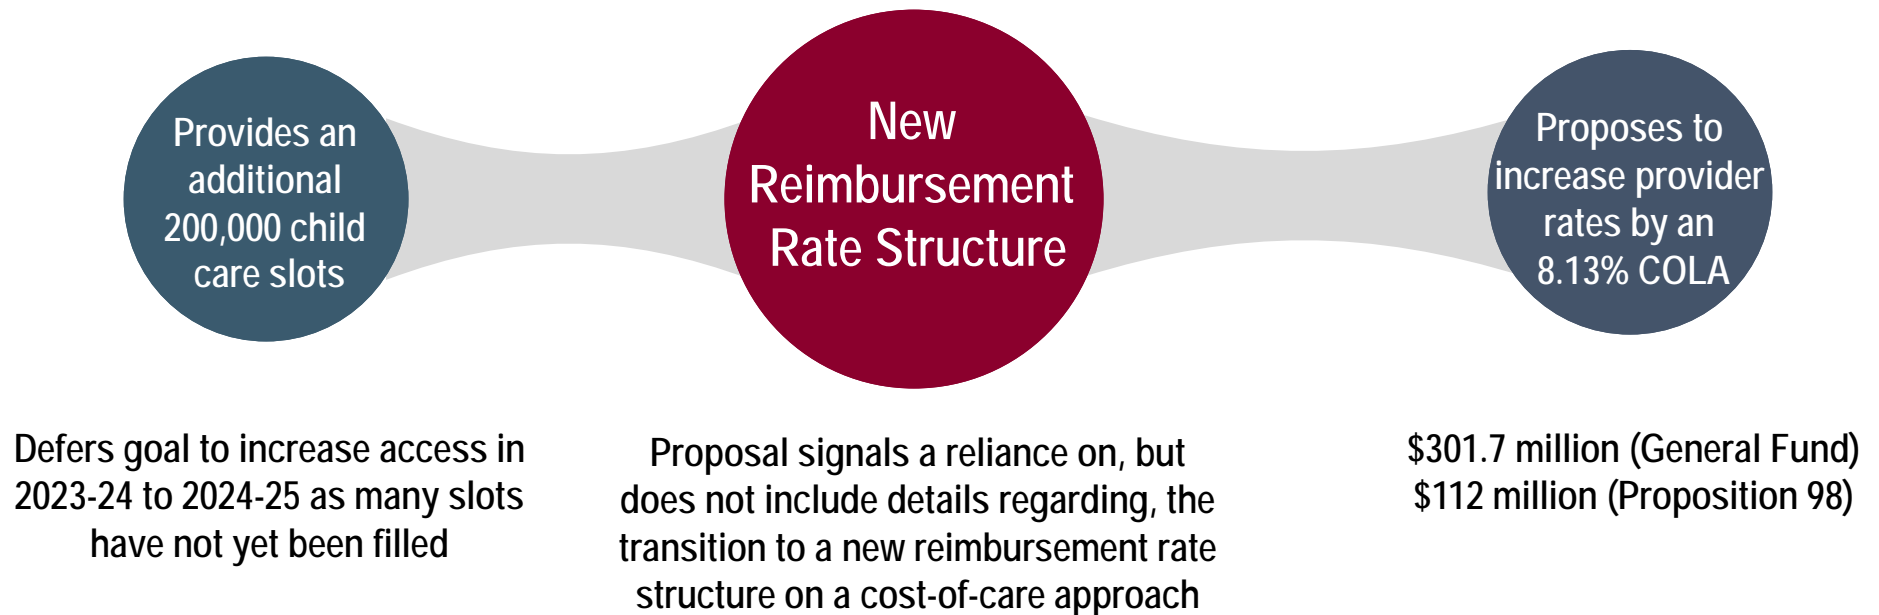 Provides an
additional
200,000 child
care slots
New
Reimbursement
Rate Structure
Proposes to
increase provider
rates by an
8.13% COLA
Defers goal to increase access in
2023-24 to 2024-25 as many slots
have not yet been filled
Proposal signals a reliance on, but
does not include details regarding, the
transition to a new reimbursement rate
structure on a cost-of-care approach
$301.7 million (General Fund)
$112 million (Proposition 98)